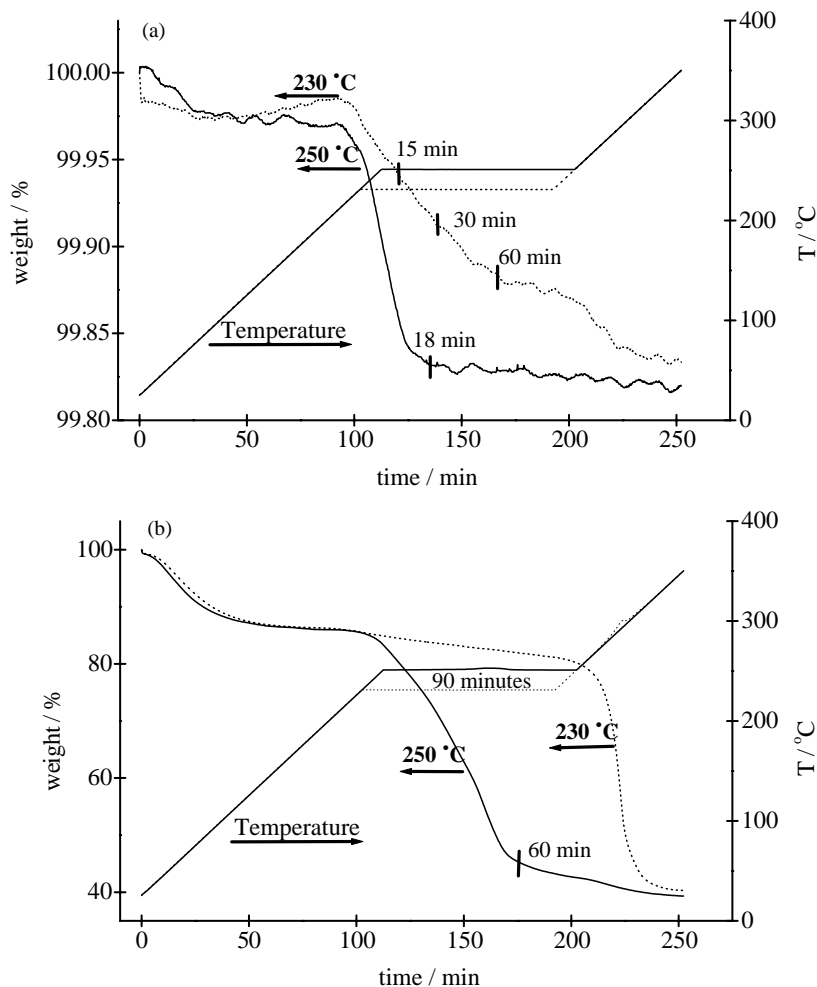 (a)
400
100.00
230 °C
300
99.95
250 °C
15 min
weight / %
99.90
30 min
200
T / °C
60 min
99.85
Temperature
18 min
100
99.80
0
0 50 100 150 200 250
time / min
(b)
400
100
300
80
90 minutes
weight / %
230 °C
200
T / °C
250 °C
60
Temperature
100
60 min
40
0
0 50 100 150 200 250
time / min